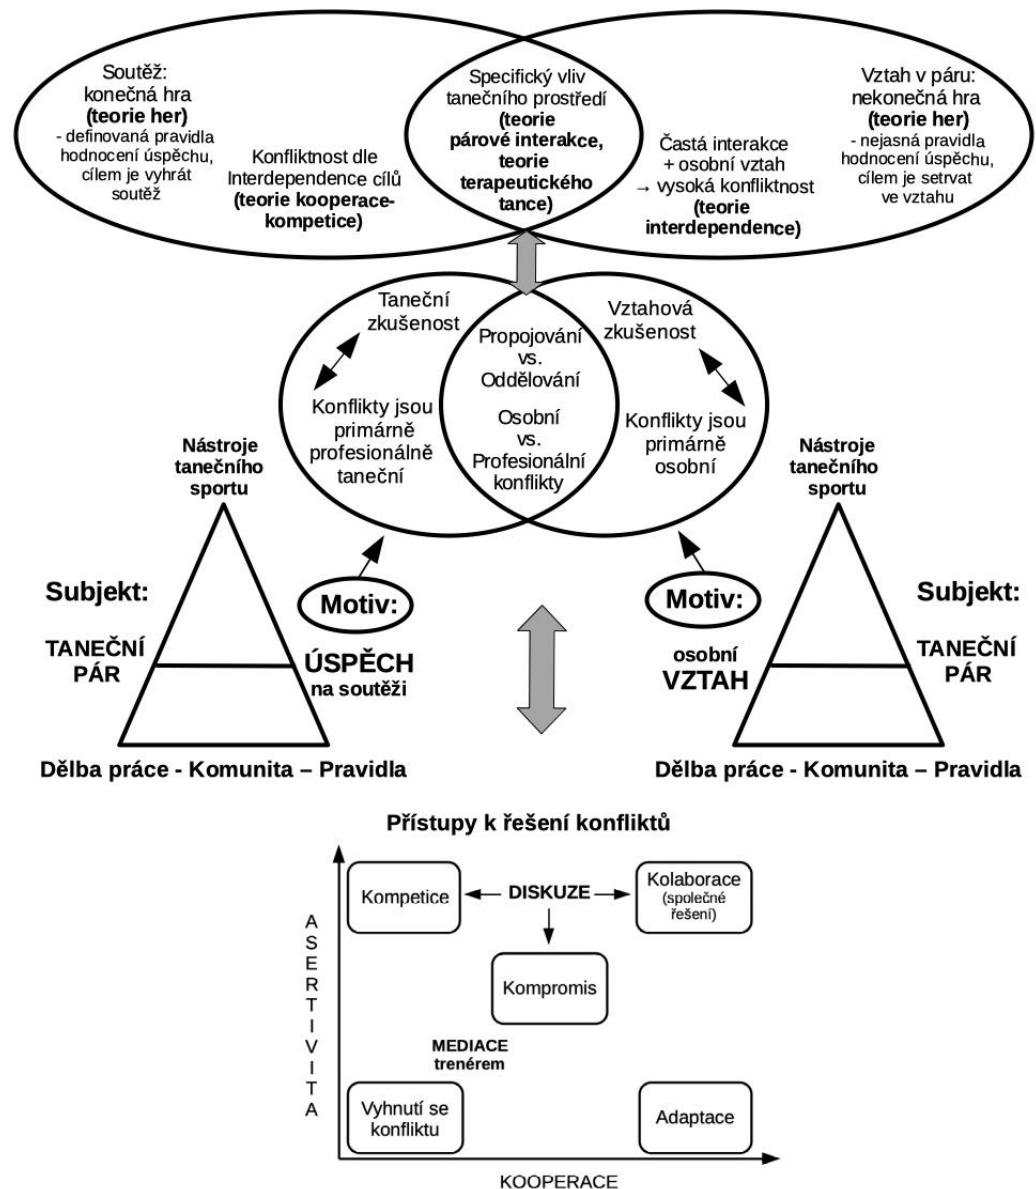 Soutěž:
konečná hra
(teorie her)
- definovaná pravidla
hodnocení úspěchu,
cílem je vyhrát
soutěž
Konfliktnost dle
Interdependence cílů
(teorie kooperace-
kompetice)
Specifický vliv
tanečního prostředí
(teorie
párové interakce,
teorie
terapeutického
tance)
Častá interakce
+ osobní vztah
→ vysoká konfliktnost
(teorie
interdependence)
Vztah v páru:
nekonečná hra
(teorie her)
- nejasná pravidla
hodnocení úspěchu,
cílem je setrvat
ve vztahu
Taneční
zkušenost
Konflikty jsou
primárně
profesionálně
taneční
Propojování
vs.
Oddělování
Osobní
vs.
Profesionální
konflikty
Vztahová
zkušenost
Konflikty jsou
primárně
osobní
Nástroje
tanečního
sportu
Subjekt:
TANEČNÍ
PÁR
Motiv:
ÚSPĚCH
na soutěži
Dělba práce - Komunita – Pravidla
Nástroje
tanečního
sportu
Motiv:
osobní
VZTAH
Subjekt:
TANEČNÍ
PÁR
Dělba práce - Komunita – Pravidla
Přístupy k řešení konfliktů
ASERTIVITA
Kompetice
DISKUZE
Kolaborace
(společné
řešení)
Kompromis
MEDIACE
trenérem
Vyhnutí se
konfliktu
Adaptace
KOOPERACE